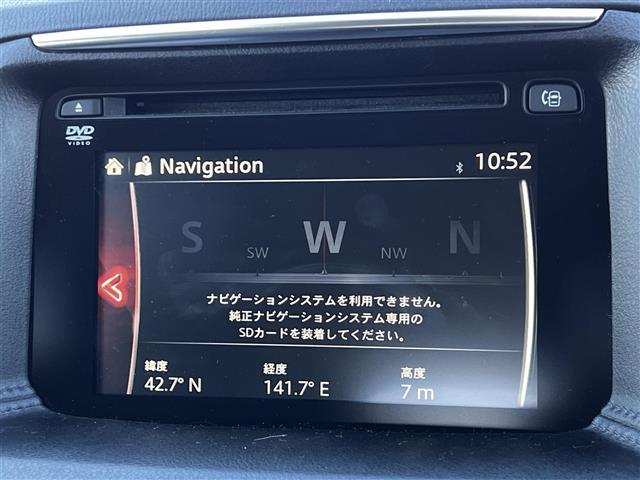 DVD
VIDEO
Navigation
10:52
S SW W NW N
ナビゲーションシステムを利用できません。
純正ナビゲーションシステム専用の
SDカードを装着してください。
緯度 経度 高度
42.7° N 141.7° E 7 m